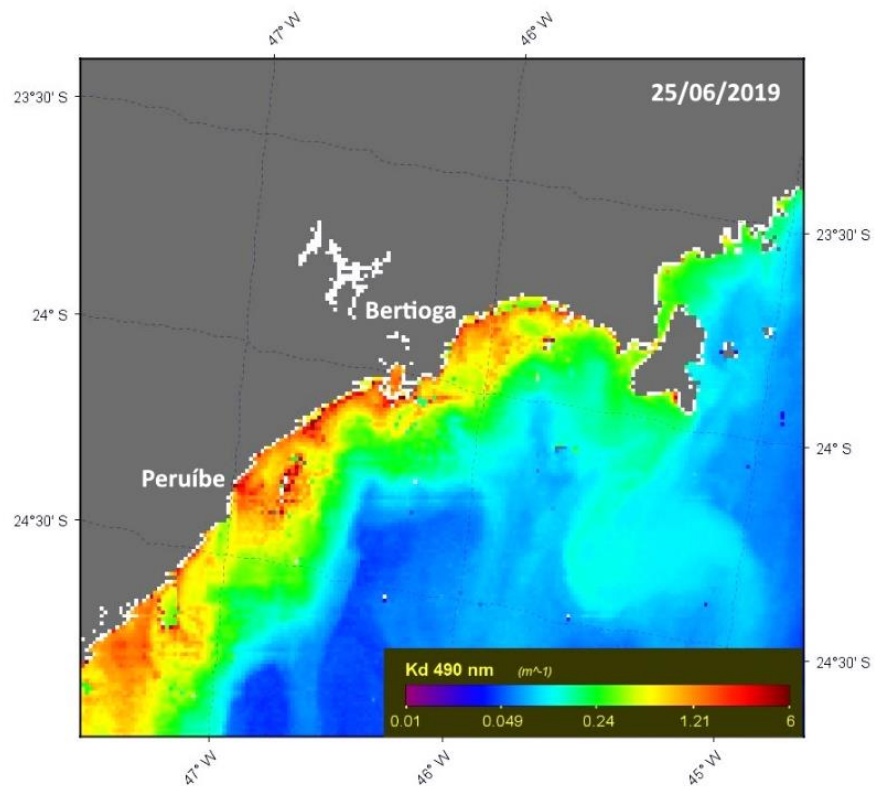 47° W
46° W
23°30' S
25/06/2019
23°30' S
24° S
Bertioga
24° S
Peruíbe
24°30' S
24°30' S
Kd 490 nm (m^-1)
0.01 0.049 0.24 1.21 6
47° W
46° W
45° W